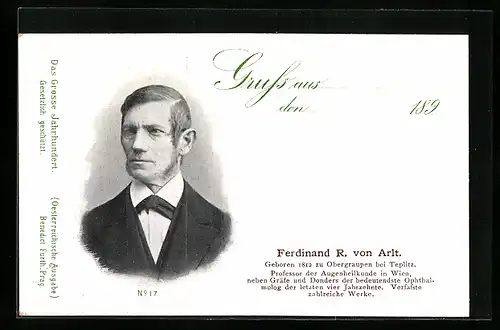 Gruss aus
den 189
Das Grosse Jahrhundert. (Oesterreichische Ausgabe)
Gesetzlich geschützt. Benedet Furth, Prag.
No 17
Ferdinand R. von Arlt.
Geboren 1812 zu Obergraupen bei Teplitz.
Professor der Augenheilkunde in Wien,
neben Gräfe und Donders der bedeutendste Ophthal-
molog der letzten vier Jahrzehnte. Verfasste
zahlreiche Werke.